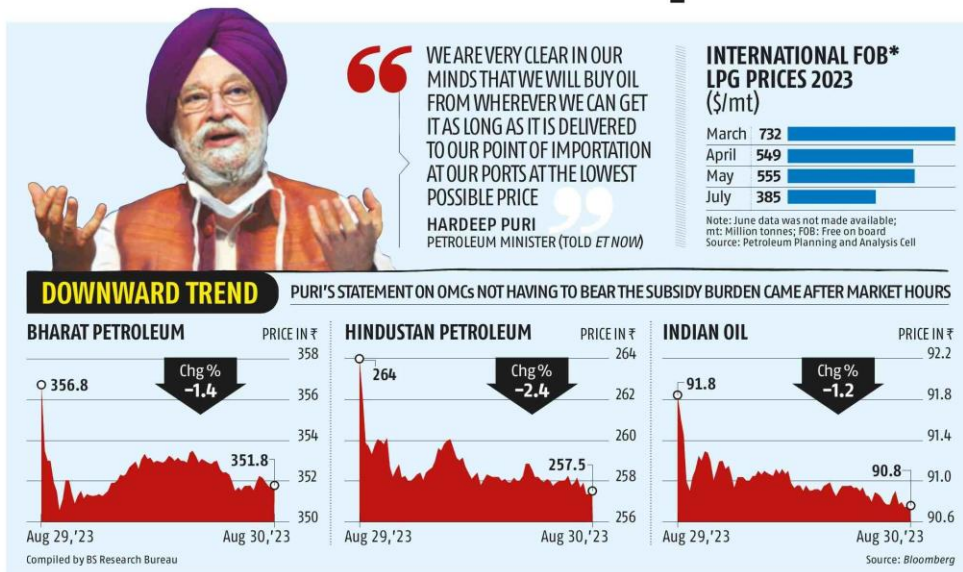 WE ARE VERY CLEAR IN OUR
MINDS THAT WE WILL BUY OIL
FROM WHEREVER WE CAN GET
IT AS LONG AS IT IS DELIVERED
TO OUR POINT OF IMPORTATION
AT OUR PORTS AT THE LOWEST
POSSIBLE PRICE
HARDEEP PURI
PETROLEUM MINISTER (TOLD ET NOW)
INTERNATIONAL FOB*
LPG PRICES 2023
($/mt)
March 732
April 549
May 555
July 385
Note: June data was not made available;
mt: Million tonnes; FOB: Free on board
Source: Petroleum Planning and Analysis Cell
DOWNWARD TREND
PURI'S STATEMENT ON OMCs NOT HAVING TO BEAR THE SUBSIDY BURDEN CAME AFTER MARKET HOURS
BHARAT PETROLEUM PRICE IN ₹
358
Chg %
-1.4
356.8
356
354
351.8
352
350
Aug 29,'23 Aug 30,'23
HINDUSTAN PETROLEUM PRICE IN ₹
264
264
Chg %
-2.4
262
260
257.5
258
256
Aug 29,'23 Aug 30,'23
INDIAN OIL PRICE IN ₹
92.2
Chg %
-1.2
91.8
91.8
91.4
90.8
91.0
90.6
Aug 29,'23 Aug 30,'23
Compiled by BS Research Bureau
Source: Bloomberg